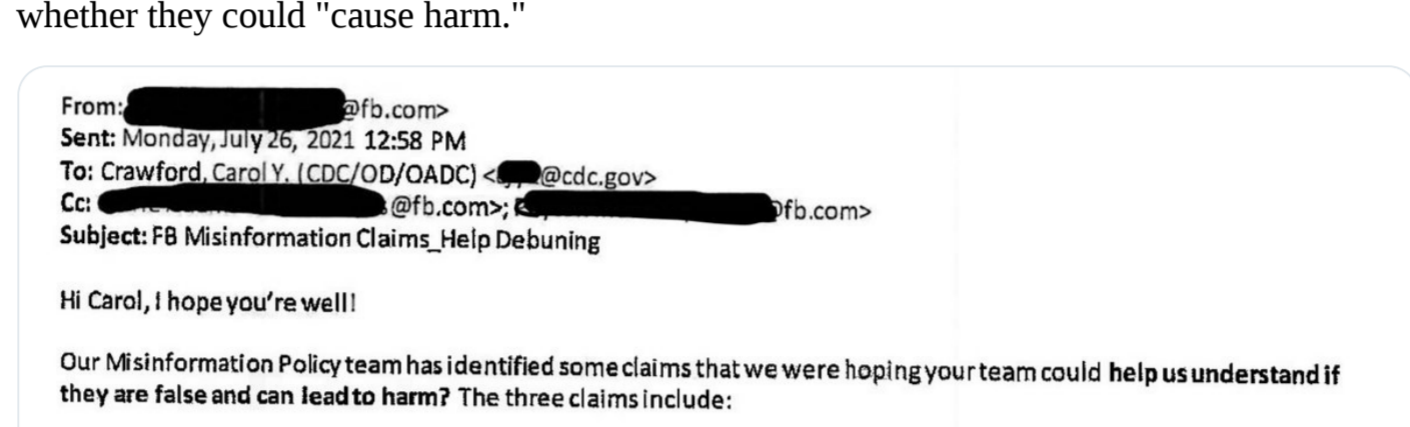 whether they could "cause harm."
From: @fb.com>
Sent: Monday, July 26, 2021 12:58 PM
To: Crawford, Carol Y. (CDC/OD/OADC) < @cdc.gov>
Cc: @fb.com>; fb.com>
Subject: FB Misinformation Claims_Help Debuning
Hi Carol, I hope you're well!
Our Misinformation Policy team has identified some claims that we were hoping your team could help us understand if
they are false and can lead to harm? The three claims include: